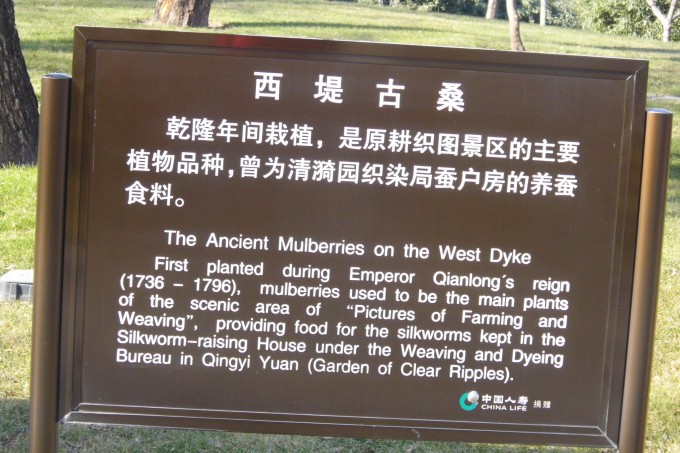 西堤古桑
乾隆年间栽植，是原耕织图景区的主要
植物品种，曾为清漪园织染局蚕户房的养蚕
食料。
The Ancient Mulberries on the West Dyke
First planted during Emperor Qianlong´s reign
(1736 – 1796), mulberries used to be the main plants
of the scenic area of “Pictures of Farming and
Weaving”, providing food for the silkworms kept in the
Silkworm–raising House under the Weaving and Dyeing
Bureau in Qingyi Yuan (Garden of Clear Ripples).
中国人寿 捐赠
CHINA LIFE